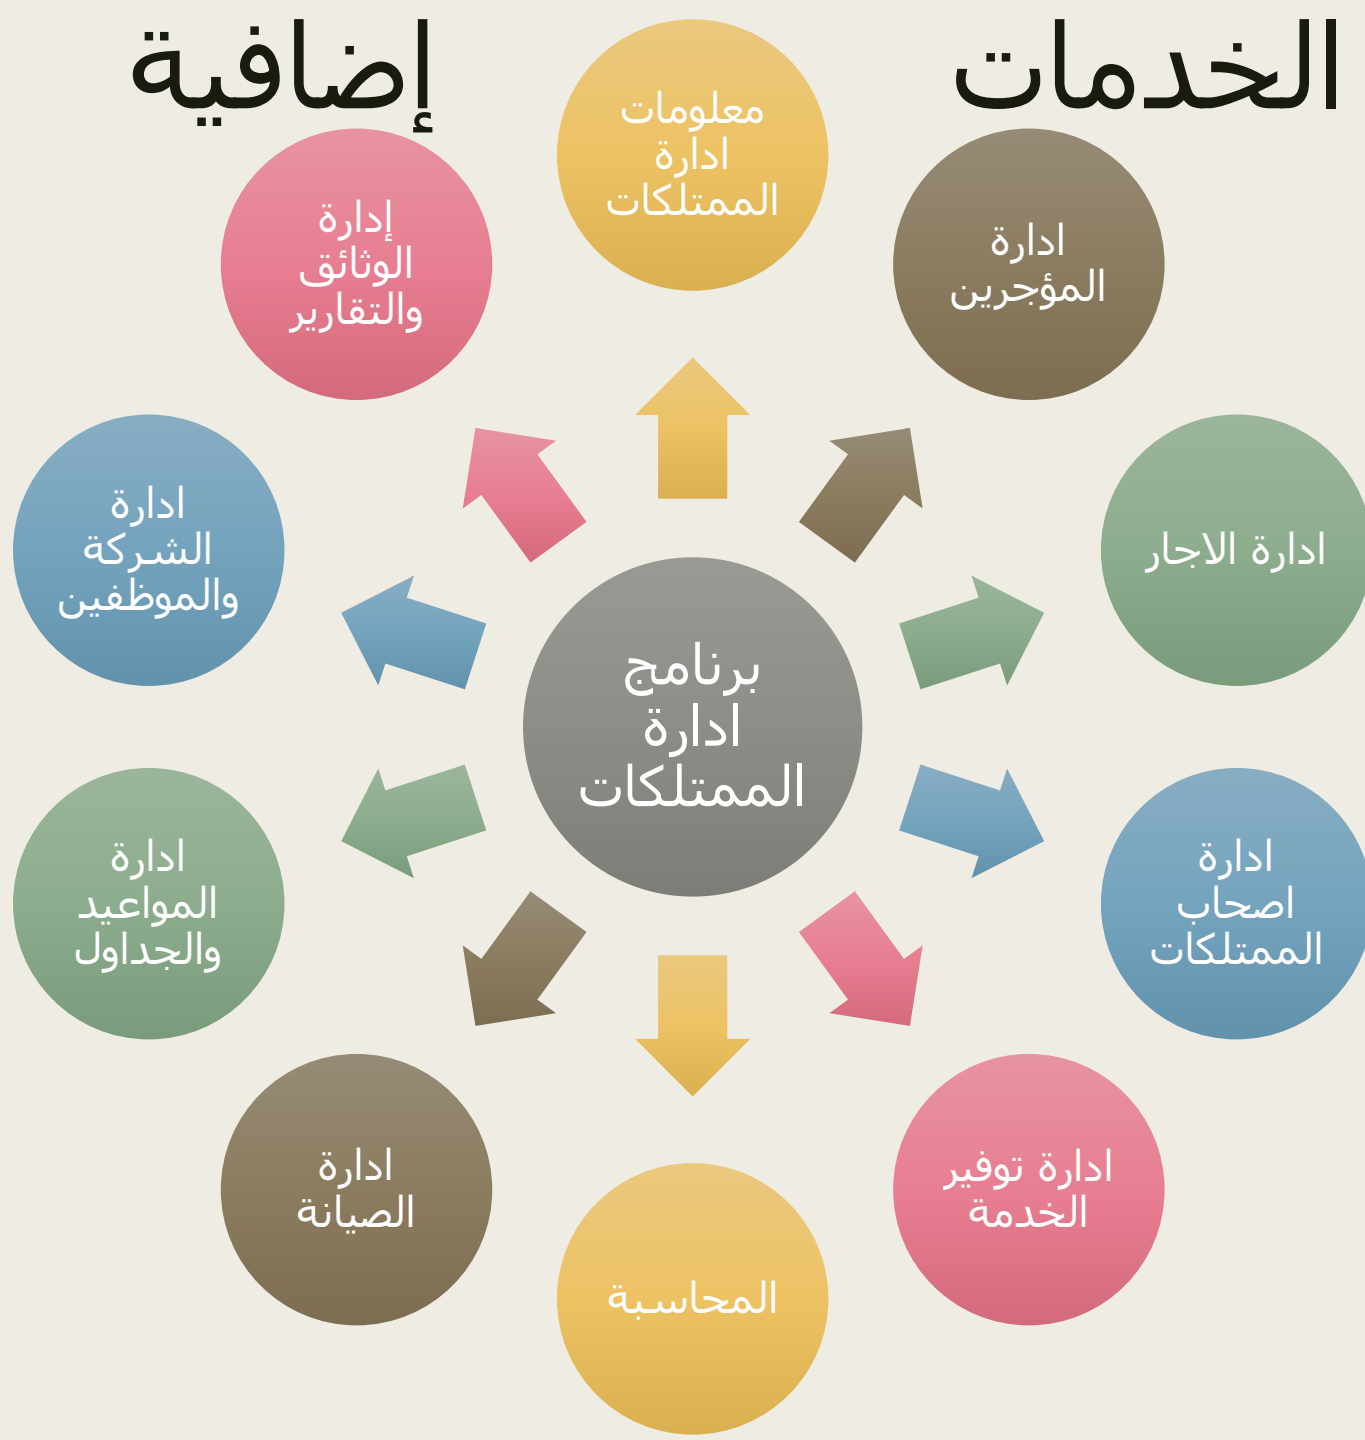 الخدمات
إضافية
معلومات
ادارة
الممتلكات
ادارة
المؤجرين
ادارة الاجار
ادارة
اصحاب
الممتلكات
ادارة توفير
الخدمة
المحاسبة
ادارة
الصيانة
ادارة
المواعيد
والجداول
ادارة
الشركة
والموظفين
إدارة
الوثائق
والتقارير
برنامج
ادارة
الممتلكات